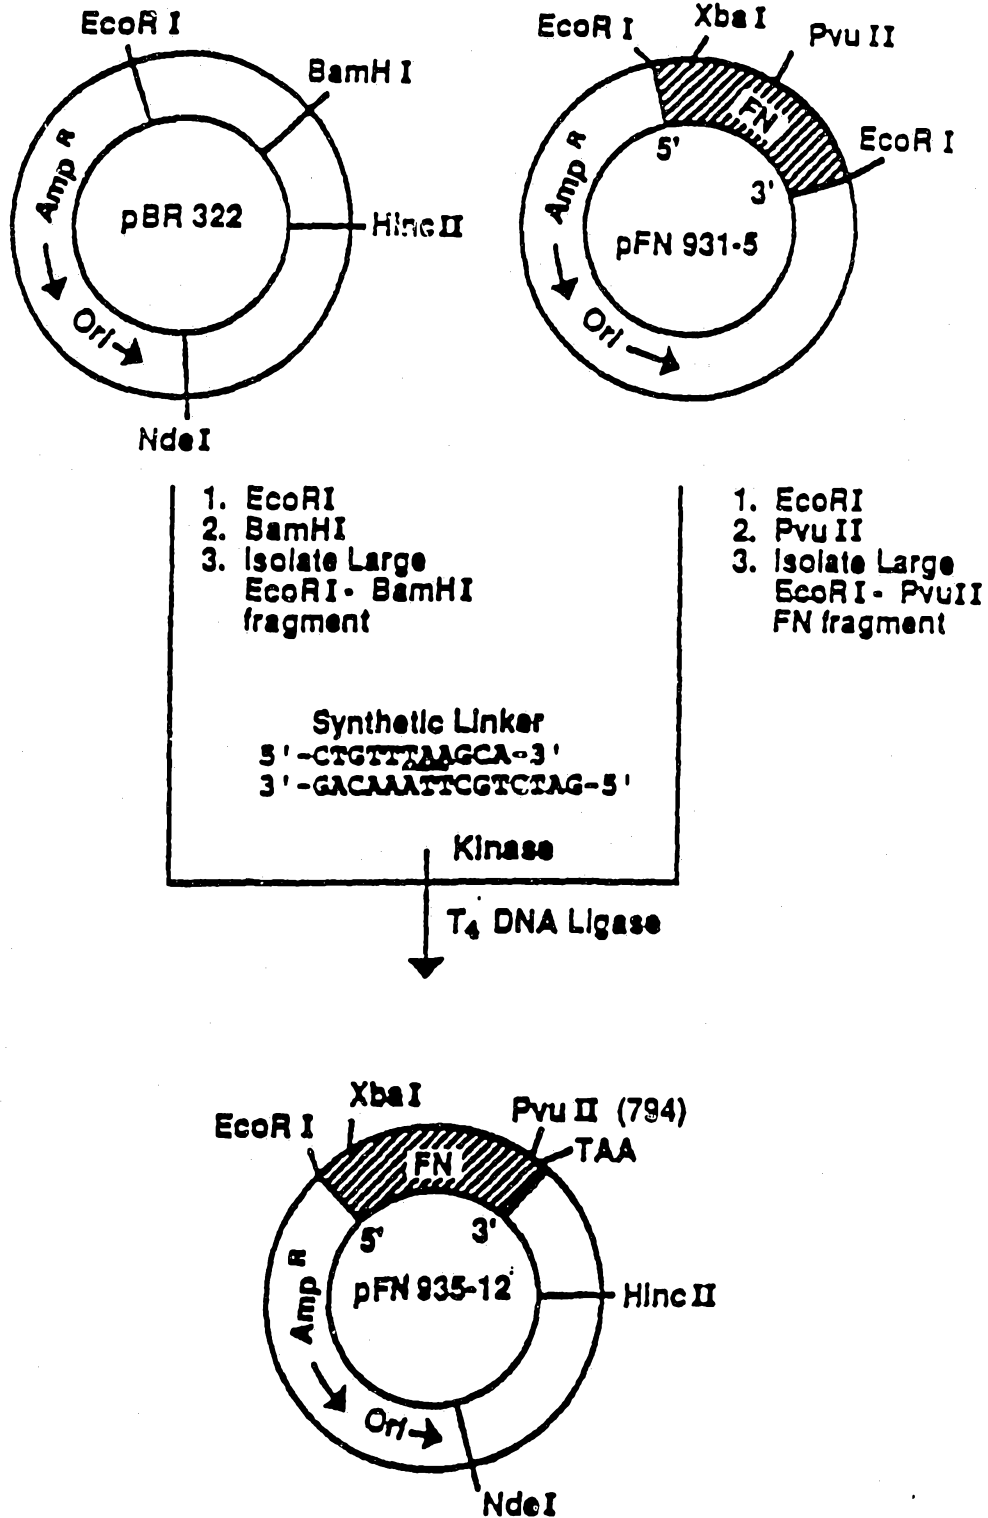 EcoR I
BamH I
Amp R
pBR 322
Hinc II
Ori
Nde I
EcoR I
Xba I
Pvu II
FN
EcoR I
5'
3'
Amp R
pFN 931-5
Ori
1. EcoRI
2. BamHI
3. Isolate Large
EcoRI- BamHI
fragment
1. EcoRI
2. Pvu II
3. Isolate Large
EcoRI- PvuII
FN fragment
Synthetic Linker
5'-CTGTTTAAGCA-3'
3'-GACAAATTCGTCTAG-5'
Kinase
T4 DNA Ligase
EcoR I
Xba I
Pvu II (794)
TAA
FN
5'
3'
Amp R
pFN 935-12
Hinc II
Ori
Nde I